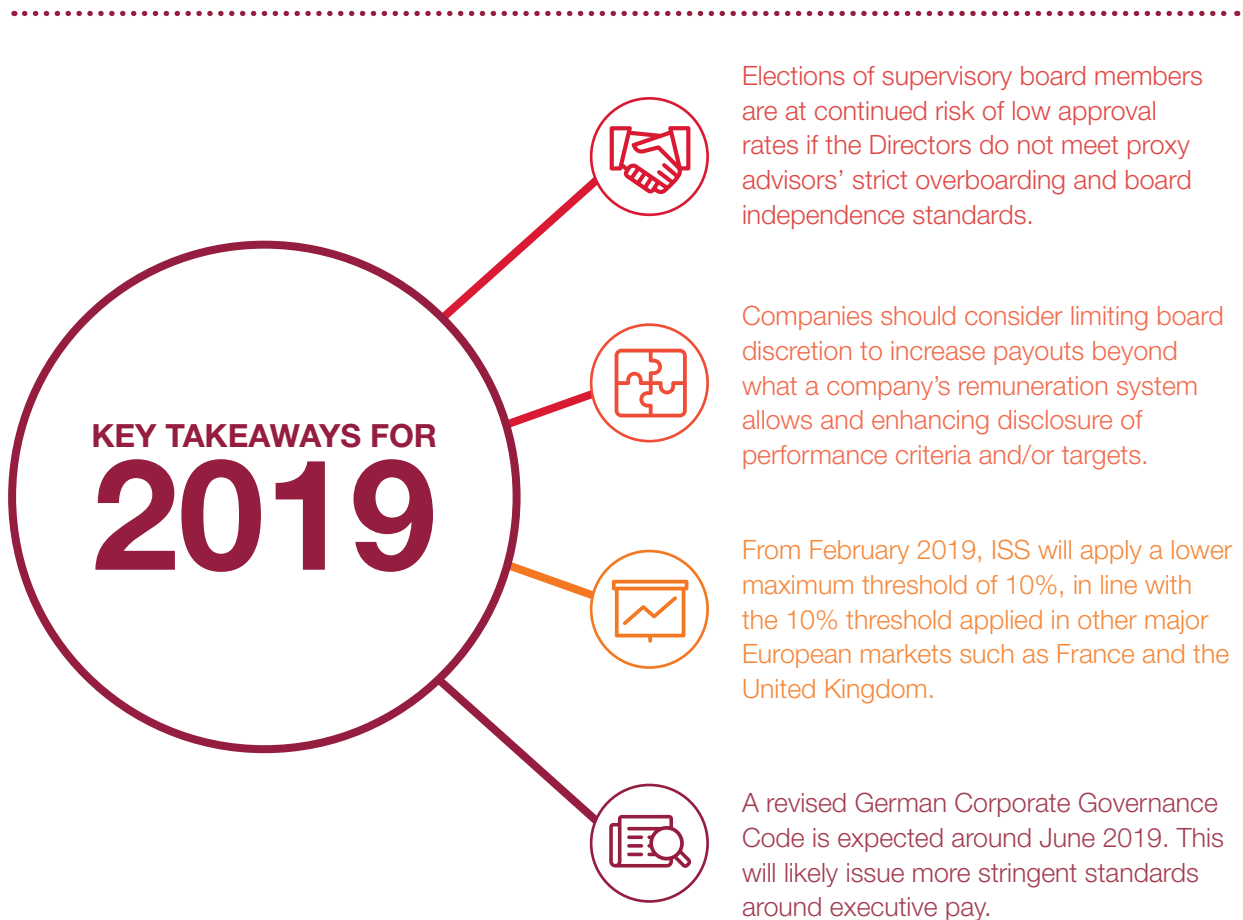 KEY TAKEAWAYS FOR
2019
Elections of supervisory board members
are at continued risk of low approval
rates if the Directors do not meet proxy
advisors’ strict overboarding and board
independence standards.
Companies should consider limiting board
discretion to increase payouts beyond
what a company’s remuneration system
allows and enhancing disclosure of
performance criteria and/or targets.
From February 2019, ISS will apply a lower
maximum threshold of 10%, in line with
the 10% threshold applied in other major
European markets such as France and the
United Kingdom.
A revised German Corporate Governance
Code is expected around June 2019. This
will likely issue more stringent standards
around executive pay.